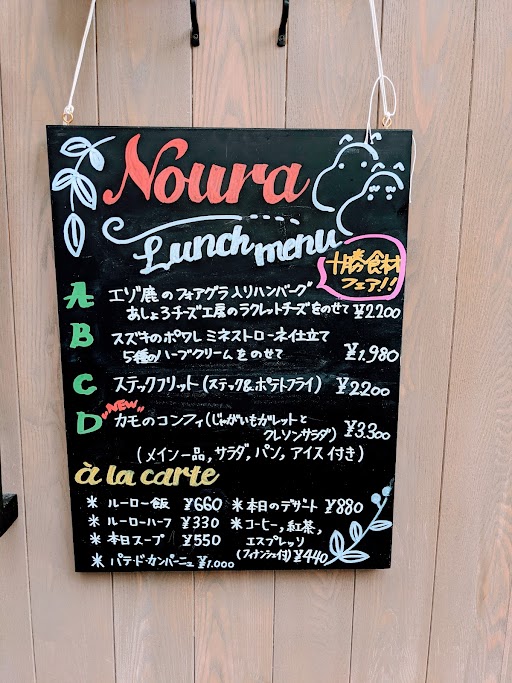 Noura
Lunch menu
十勝食材
フェア!!
A エゾ鹿のフォアグラ入りハンバーグ
あしょろチーズ工房のラクレットチーズをのせて ¥2200
B スズキのポワレ ミネストローネ仕立て
5種のハーブクリームをのせて ¥1,980
C ステックフリット(ステック&ポテトフライ) ¥2200
"NEW"
D カモのコンフィ(じゃがいもガレットと
クレソンサラダ) ¥3.300
(メイン一品,サラダ,パン,アイス付き)
à la carte
* ルーロー飯 ¥660
* ルーローハーフ ¥330
* 本日スープ ¥550
* パテ・ド・カンパーニュ ¥1.000
* 本日のデザート ¥880
* コーヒー,紅茶,
エスプレッソ
(フィナンシェ付) ¥440